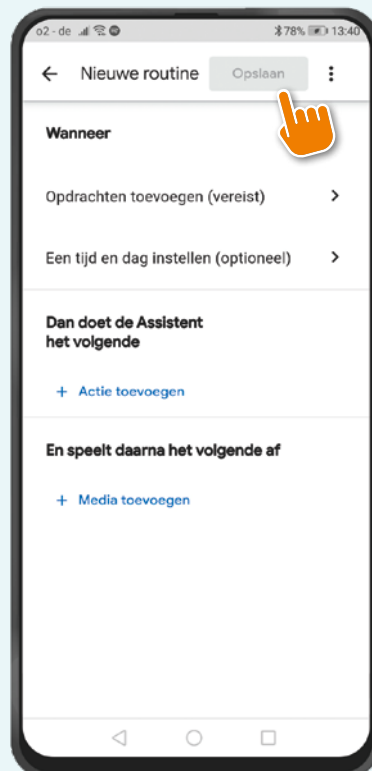 o2 - de 78% 13:40
Nieuwe routine Opslaan
Wanneer
Opdrachten toevoegen (vereist)
Een tijd en dag instellen (optioneel)
Dan doet de Assistent
het volgende
+ Actie toevoegen
En speelt daarna het volgende af
+ Media toevoegen